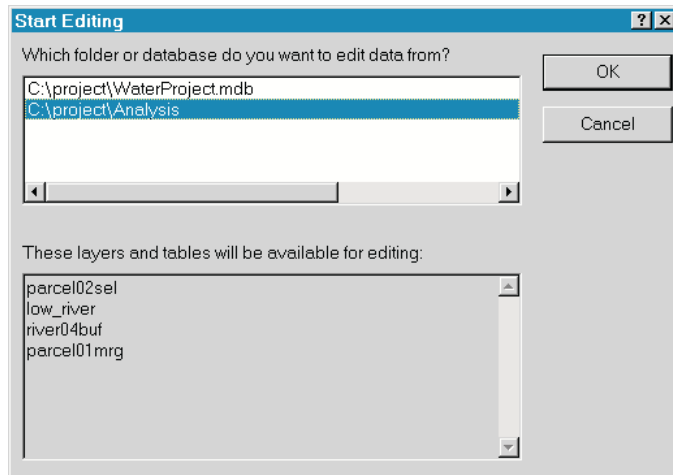 Start Editing
Which folder or database do you want to edit data from?
C:\project\WaterProject.mdb
C:\project\Analysis
OK
Cancel
These layers and tables will be available for editing:
parcel02sel
low_river
river04buf
parcel01mrg